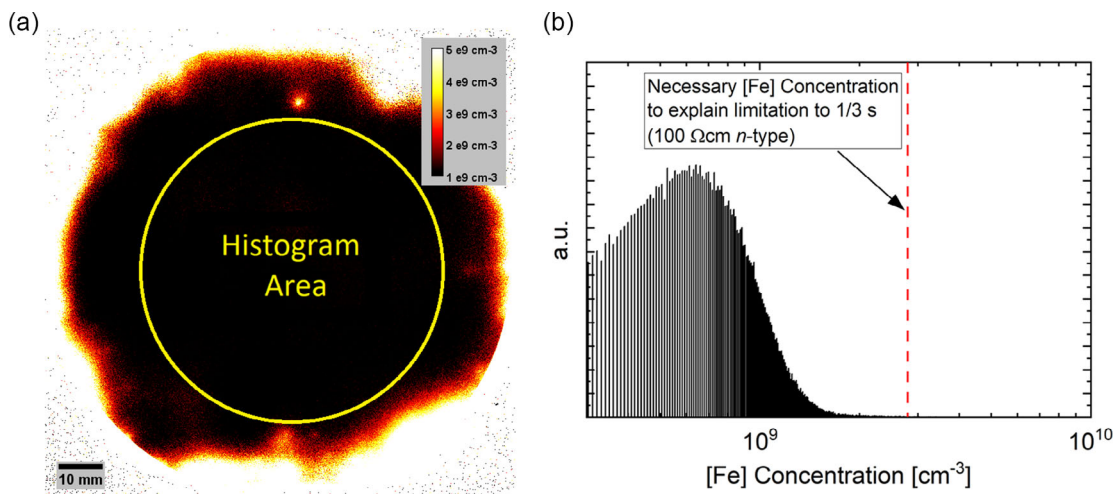 (a)
5 e9 cm-3
4 e9 cm-3
3 e9 cm-3
2 e9 cm-3
1 e9 cm-3
Histogram
Area
10 mm
(b)
Necessary [Fe] Concentration
to explain limitation to 1/3 s
(100 Ωcm n-type)
a.u.
10⁹
10¹⁰
[Fe] Concentration [cm⁻³]